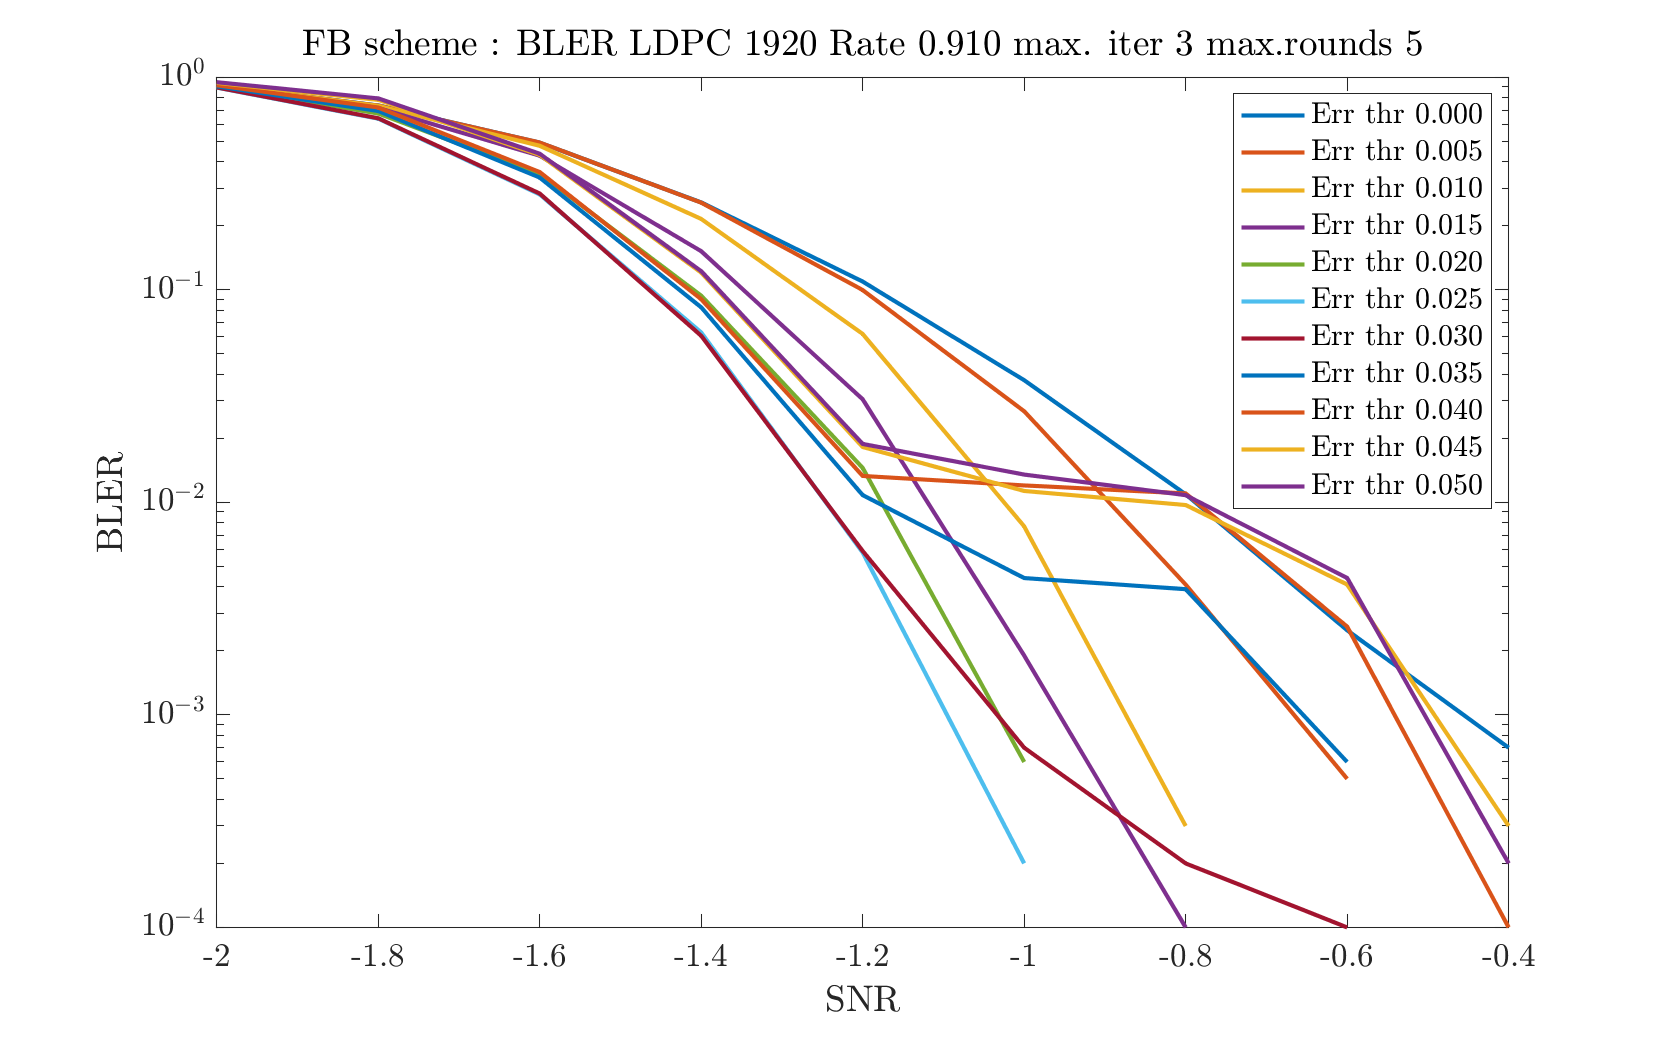 FB scheme : BLER LDPC 1920 Rate 0.910 max. iter 3 max.rounds 5
10^0
10^-1
10^-2
10^-3
10^-4
BLER
Err thr 0.000
Err thr 0.005
Err thr 0.010
Err thr 0.015
Err thr 0.020
Err thr 0.025
Err thr 0.030
Err thr 0.035
Err thr 0.040
Err thr 0.045
Err thr 0.050
-2 -1.8 -1.6 -1.4 -1.2 -1 -0.8 -0.6 -0.4
SNR